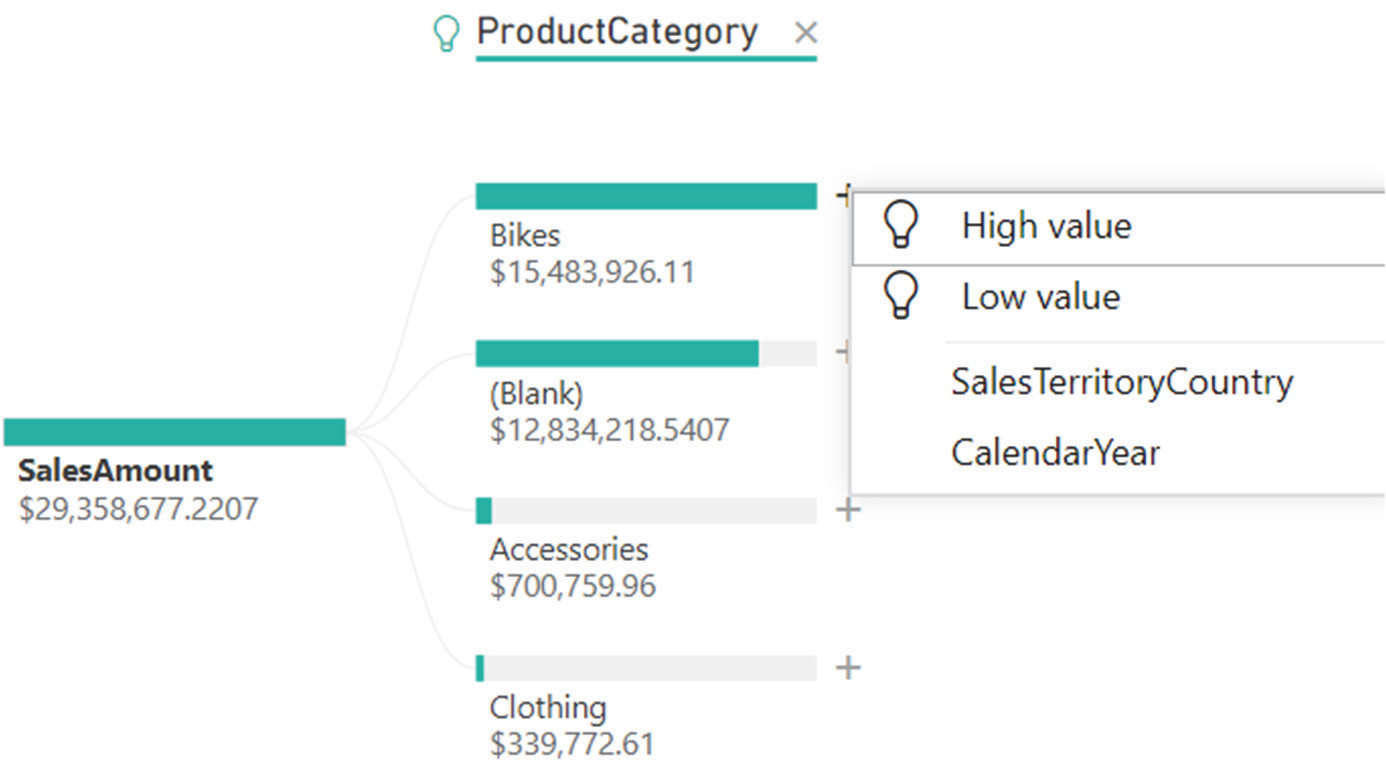 ProductCategory
Bikes
$15,483,926.11
(Blank)
$12,834,218.5407
SalesAmount
$29,358,677.2207
Accessories
$700,759.96
Clothing
$339,772.61
High value
Low value
SalesTerritoryCountry
CalendarYear